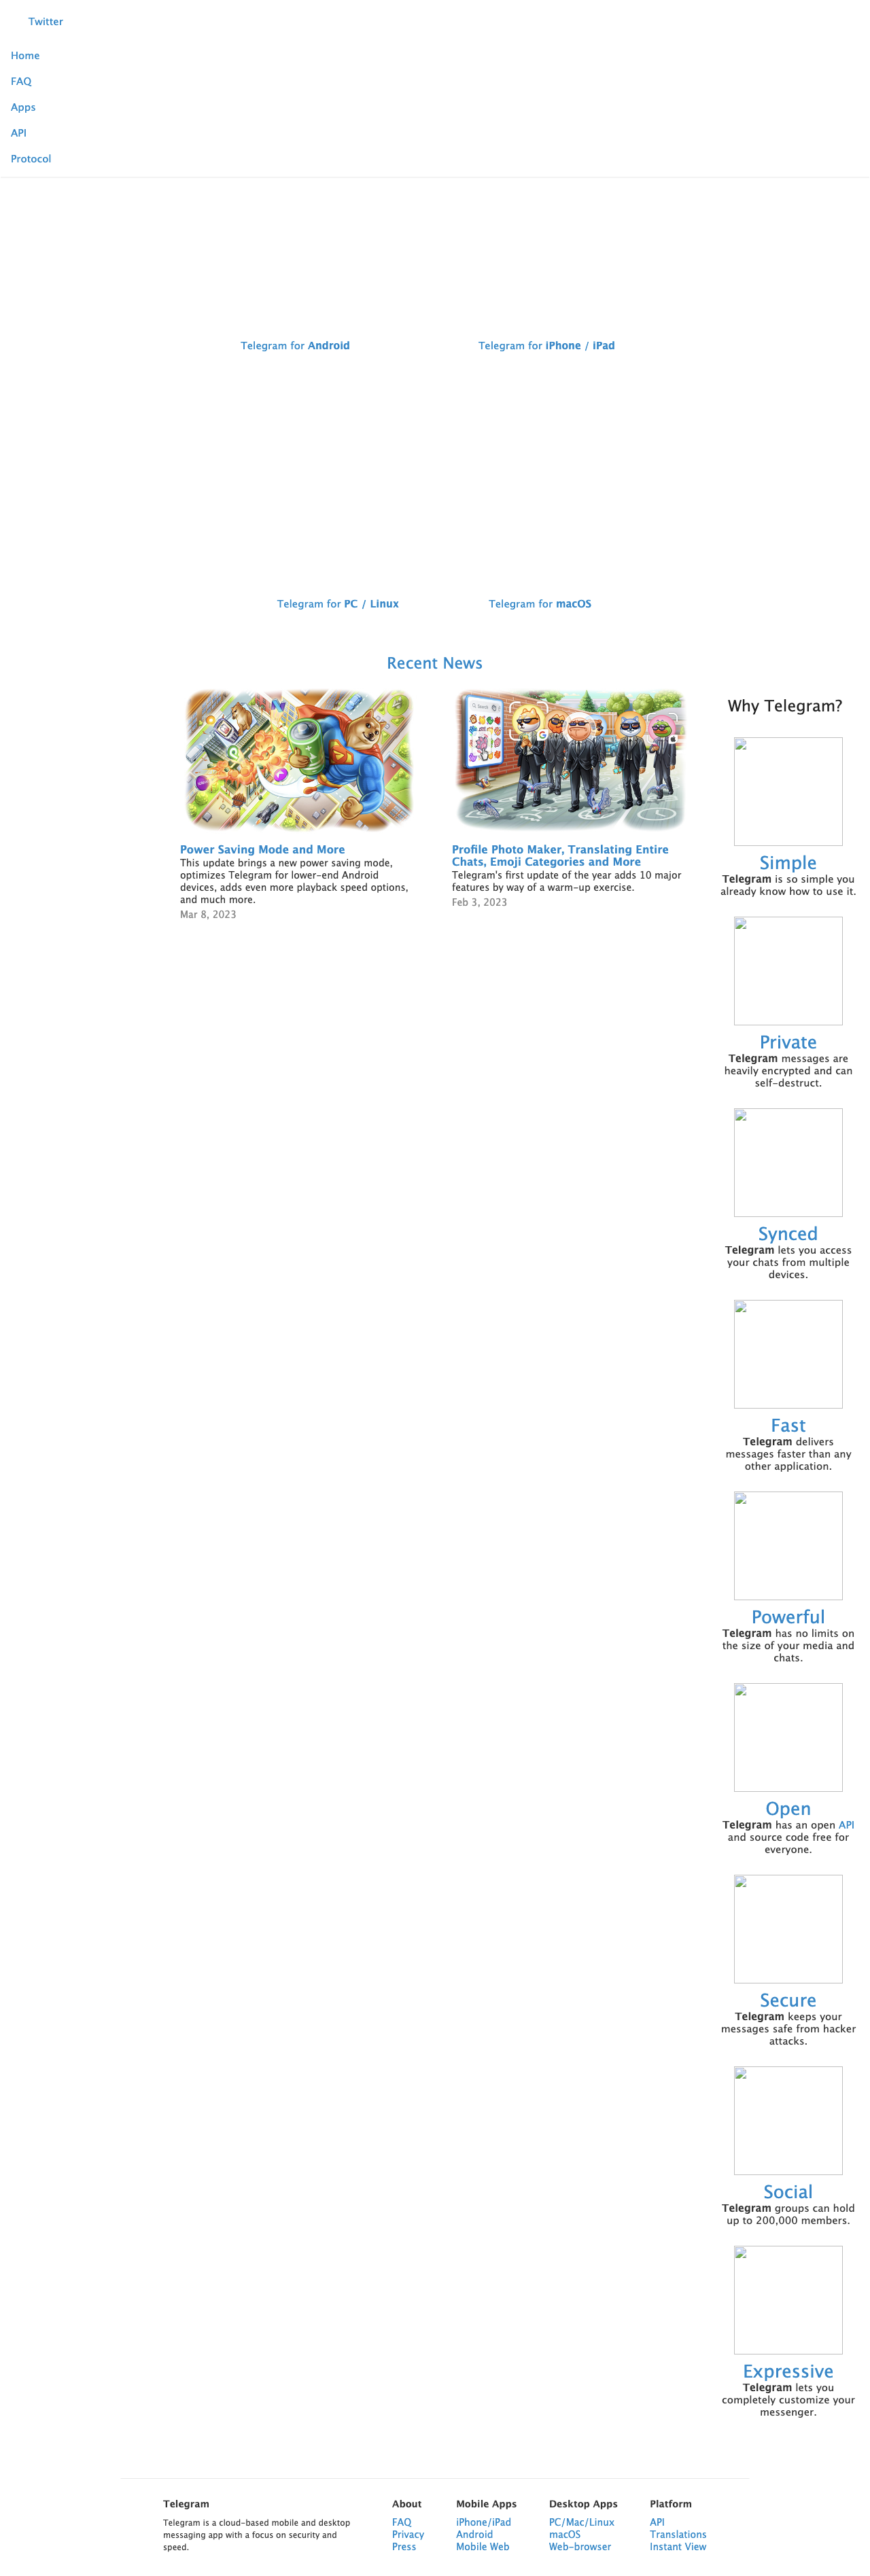 Twitter
Home
FAQ
Apps
API
Protocol
Telegram for Android
Telegram for iPhone / iPad
Telegram for PC / Linux
Telegram for macOS
Recent News
Power Saving Mode and More
This update brings a new power saving mode,
optimizes Telegram for lower-end Android
devices, adds even more playback speed options,
and much more.
Mar 8, 2023
Profile Photo Maker, Translating Entire
Chats, Emoji Categories and More
Telegram's first update of the year adds 10 major
features by way of a warm-up exercise.
Feb 3, 2023
Why Telegram?
Simple
Telegram is so simple you
already know how to use it.
Private
Telegram messages are
heavily encrypted and can
self-destruct.
Synced
Telegram lets you access
your chats from multiple
devices.
Fast
Telegram delivers
messages faster than any
other application.
Powerful
Telegram has no limits on
the size of your media and
chats.
Open
Telegram has an open API
and source code free for
everyone.
Secure
Telegram keeps your
messages safe from hacker
attacks.
Social
Telegram groups can hold
up to 200,000 members.
Expressive
Telegram lets you
completely customize your
messenger.
Telegram
Telegram is a cloud-based mobile and desktop
messaging app with a focus on security and
speed.
About
FAQ
Privacy
Press
Mobile Apps
iPhone/iPad
Android
Mobile Web
Desktop Apps
PC/Mac/Linux
macOS
Web-browser
Platform
API
Translations
Instant View